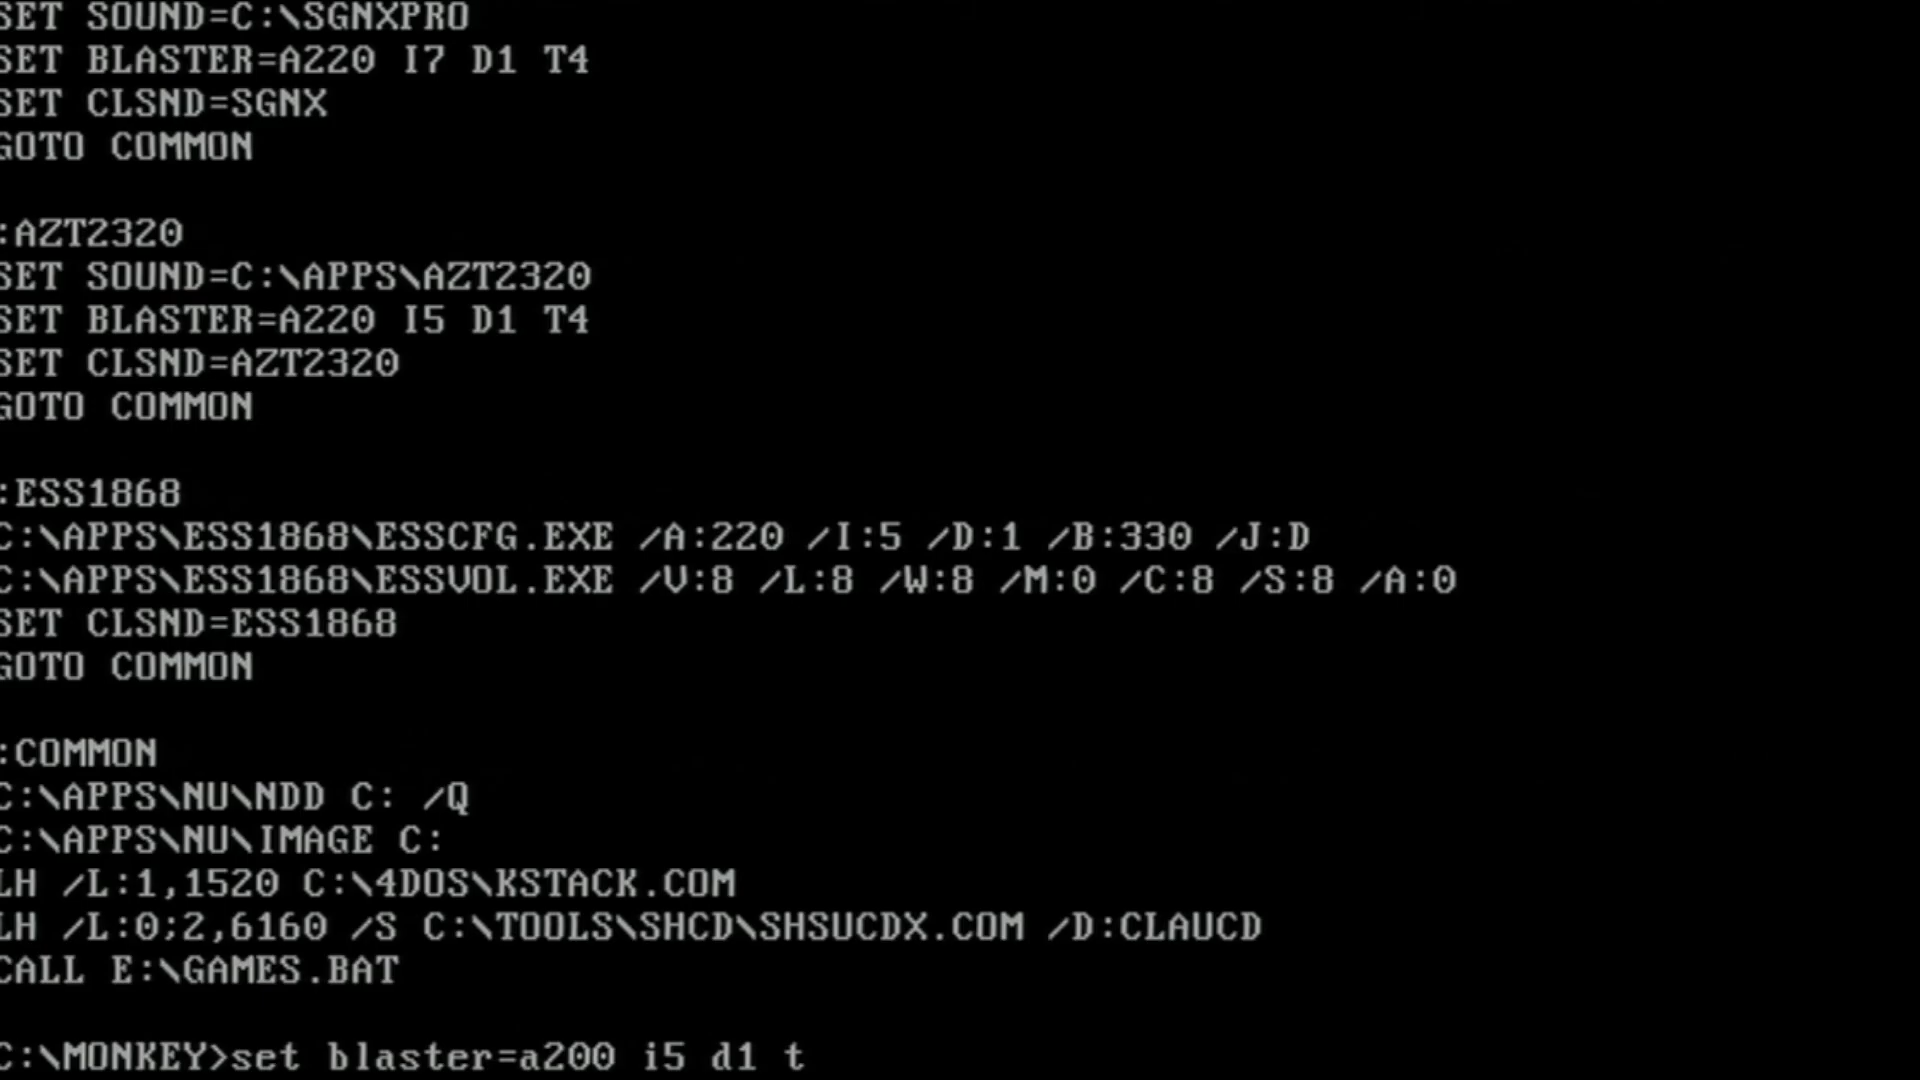 SET SOUND=C:\SGNXPRO
SET BLASTER=A220 I7 D1 T4
SET CLSND=SGNX
GOTO COMMON
:AZT2320
SET SOUND=C:\APPS\AZT2320
SET BLASTER=A220 I5 D1 T4
SET CLSND=AZT2320
GOTO COMMON
:ESS1868
C:\APPS\ESS1868\ESSCFG.EXE /A:220 /I:5 /D:1 /B:330 /J:D
C:\APPS\ESS1868\ESSVOL.EXE /V:8 /L:8 /W:8 /M:0 /C:8 /S:8 /A:0
SET CLSND=ESS1868
GOTO COMMON
:COMMON
C:\APPS\NU\NDD C: /Q
C:\APPS\NU\IMAGE C:
LH /L:1,1520 C:\4DOS\KSTACK.COM
LH /L:0;2,6160 /S C:\TOOLS\SHCD\SHSUCDX.COM /D:CLAUCD
CALL E:\GAMES.BAT
C:\MONKEY>set blaster=a200 i5 d1 t